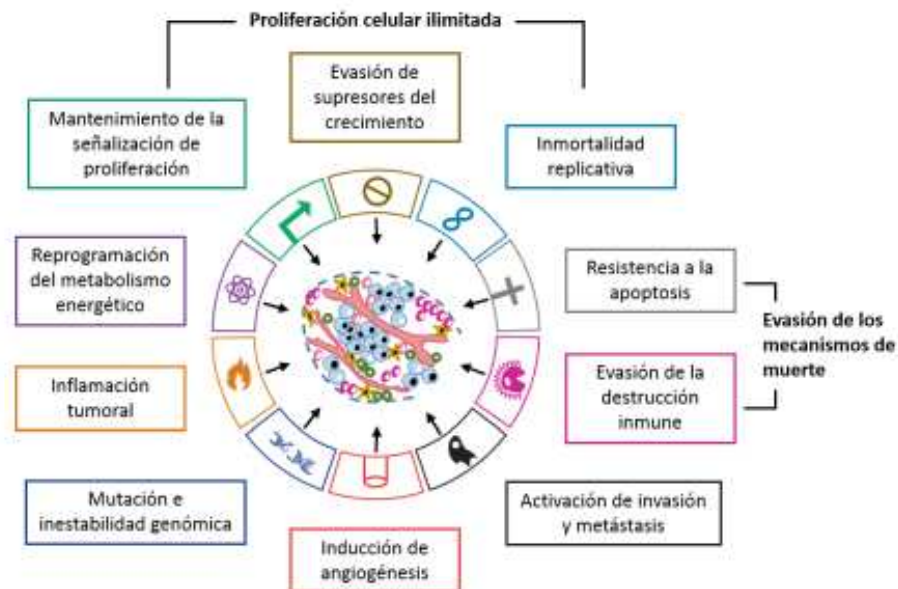 Proliferación celular ilimitada
Evasión de
supresores del
crecimiento
Mantenimiento de la
señalización de
proliferación
Inmortalidad
replicativa
Reprogramación
del metabolismo
energético
Resistencia a la
apoptosis
Evasión de los
mecanismos de
muerte
Inflamación
tumoral
Evasión de la
destrucción
inmune
Mutación e
inestabilidad genómica
Activación de invasión
y metástasis
Inducción de
angiogénesis